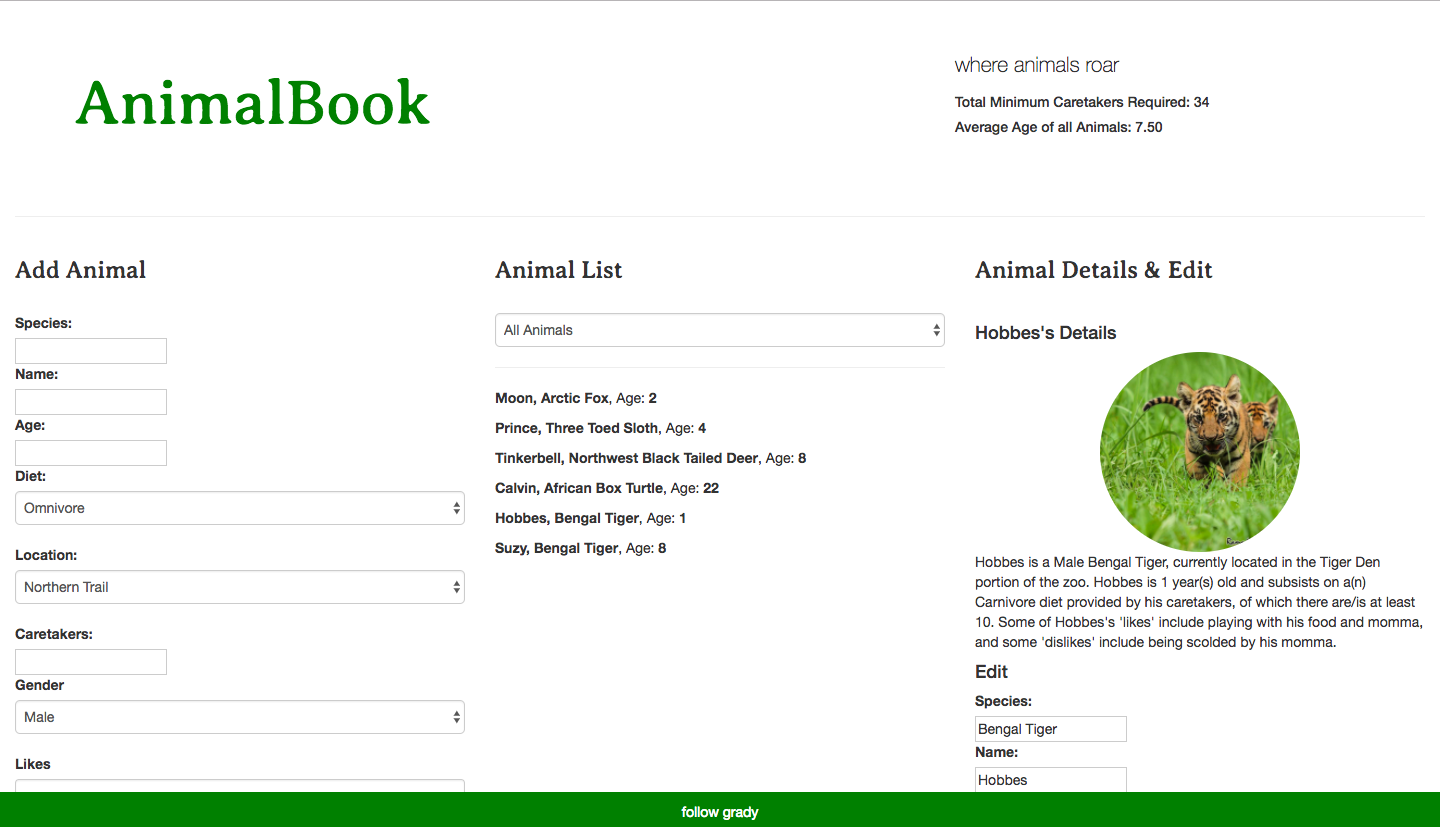 AnimalBook
where animals roar
Total Minimum Caretakers Required: 34
Average Age of all Animals: 7.50
Add Animal
Species:
Name:
Age:
Diet:
Omnivore
Location:
Northern Trail
Caretakers:
Gender
Male
Likes
Animal List
All Animals
Moon, Arctic Fox, Age: 2
Prince, Three Toed Sloth, Age: 4
Tinkerbell, Northwest Black Tailed Deer, Age: 8
Calvin, African Box Turtle, Age: 22
Hobbes, Bengal Tiger, Age: 1
Suzy, Bengal Tiger, Age: 8
Animal Details & Edit
Hobbes's Details
Hobbes is a Male Bengal Tiger, currently located in the Tiger Den
portion of the zoo. Hobbes is 1 year(s) old and subsists on a(n)
Carnivore diet provided by his caretakers, of which there are/is at least
10. Some of Hobbes's 'likes' include playing with his food and momma,
and some 'dislikes' include being scolded by his momma.
Edit
Species:
Bengal Tiger
Name:
Hobbes
follow grady